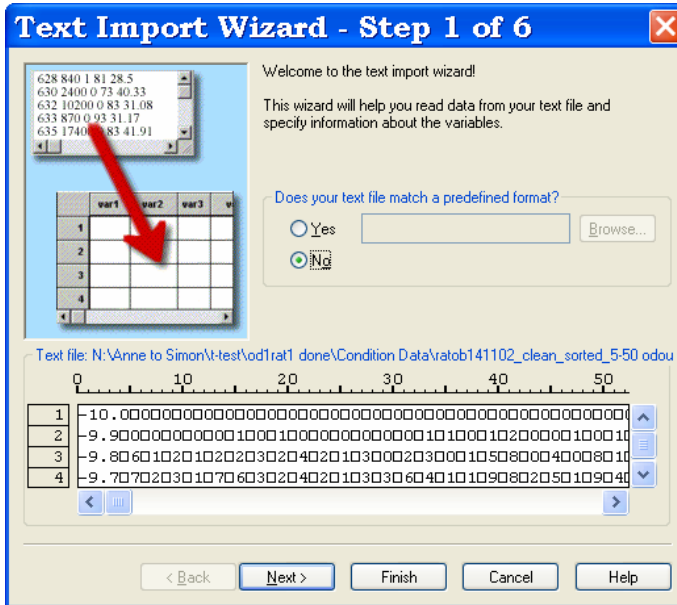 Text Import Wizard - Step 1 of 6
628 840 1 81 28.5
630 2400 0 73 40.33
632 10200 0 83 31.08
633 870 0 93 31.17
635 17400 83 41.91
var1 var2 var3
1
2
3
4
Welcome to the text import wizard!
This wizard will help you read data from your text file and
specify information about the variables.
Does your text file match a predefined format?
Yes
Browse...
No
Text file: N:\Anne to Simon\t-test\od1rat1 done\Condition Data\ratob141102_clean_sorted_5-50 odou
0 10 20 30 40 50
1
2
3
4
< Back Next > Finish Cancel Help